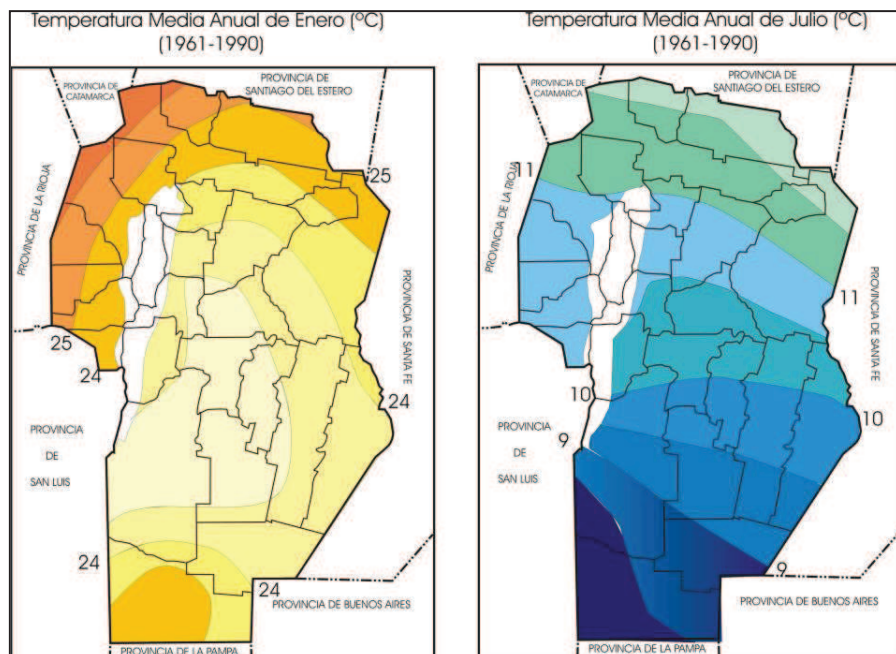 Temperatura Media Anual de Enero (ºC)
(1961-1990)
PROVINCIA DE
CATAMARCA
PROVINCIA DE
SANTIAGO DEL ESTERO
PROVINCIA DE LA RIOJA
25
25
24
PROVINCIA DE SANTA FE
24
PROVINCIA
DE
SAN LUIS
24
24
PROVINCIA DE BUENOS AIRES
PROVINCIA DE LA PAMPA
Temperatura Media Anual de Julio (ºC)
(1961-1990)
PROVINCIA DE
CATAMARCA
PROVINCIA DE
SANTIAGO DEL ESTERO
11
PROVINCIA DE LA RIOJA
11
PROVINCIA DE SANTA FE
10
10
9
PROVINCIA
DE
SAN LUIS
9
PROVINCIA DE BUENOS AIRES
PROVINCIA DE LA PAMPA